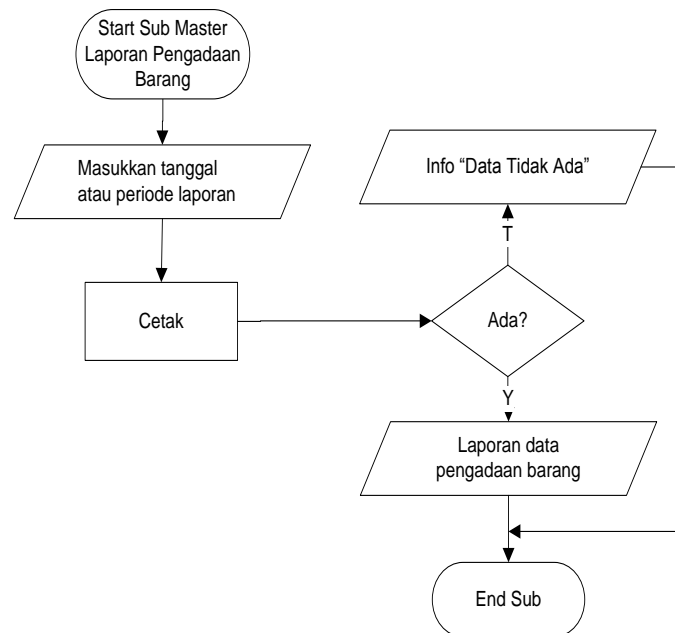 Start Sub Master
Laporan Pengadaan
Barang
Masukkan tanggal
atau periode laporan
Cetak
Info “Data Tidak Ada”
T
Ada?
Y
Laporan data
pengadaan barang
End Sub